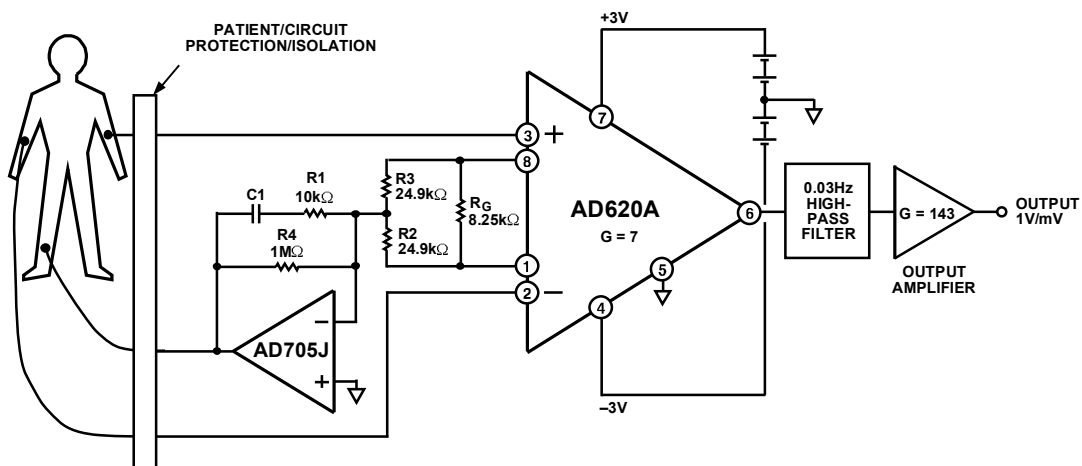 PATIENT/CIRCUIT
PROTECTION/ISOLATION
+3V
3
+
8
7
R3
24.9kΩ
R1
10kΩ
C1
RG
8.25kΩ
AD620A
G = 7
6
0.03Hz
HIGH-
PASS
FILTER
G = 143
OUTPUT
1V/mV
R4
1MΩ
R2
24.9kΩ
1
2
–
5
4
OUTPUT
AMPLIFIER
–
AD705J
+
–3V